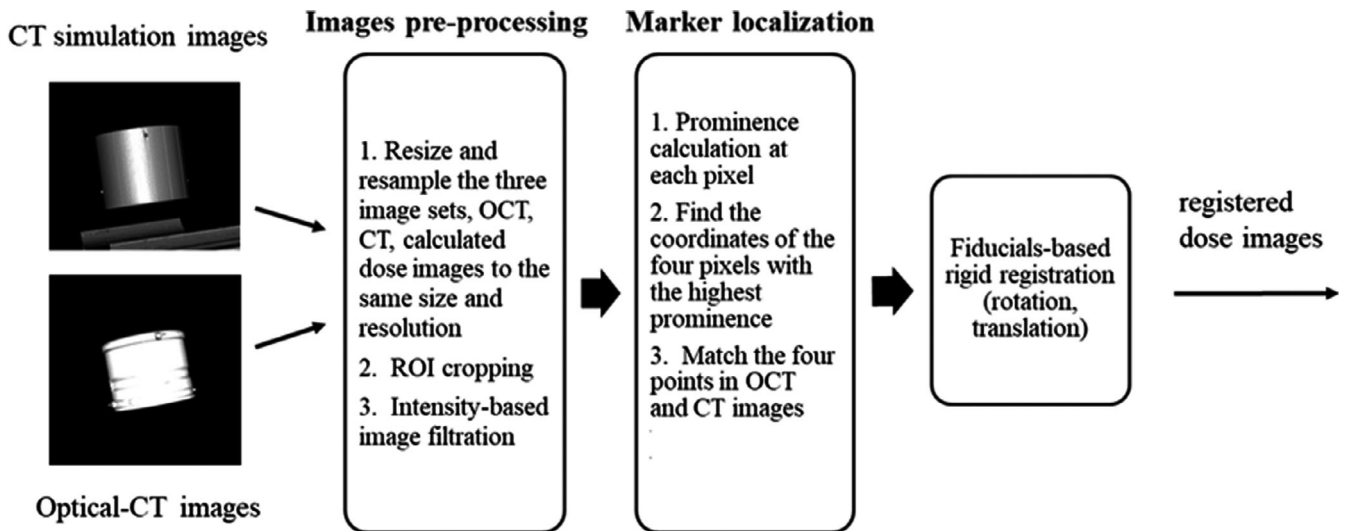 CT simulation images
Optical-CT images
Images pre-processing
1. Resize and
resample the three
image sets, OCT,
CT, calculated
dose images to the
same size and
resolution
2. ROI cropping
3. Intensity-based
image filtration
Marker localization
1. Prominence
calculation at
each pixel
2. Find the
coordinates of the
four pixels with
the highest
prominence
3. Match the four
points in OCT
and CT images
Fiducials-based
rigid registration
(rotation,
translation)
registered
dose images